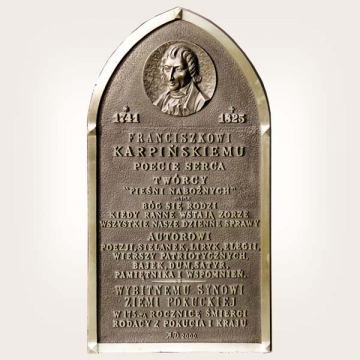 * 1741 + 1825
FRANCISZKOWI
KARPIŃSKIEMU
POECIE SERCA
TWÓRCY
"PIEŚNI NABOŻNYCH"
BÓG SIĘ RODZI
KIEDY RANNE WSTAJĄ ZORZE
WSZYSTKIE NASZE DZIENNE SPRAWY
AUTOROWI
POEZJI, SIELANEK, LIRYK, ELEGII,
WIERSZY PATRIOTYCZNYCH,
BAJEK, DUM, SATYR,
PAMIĘTNIKA I WSPOMNIEŃ.
WYBITNEMU SYNOWI
ZIEMI POKUCKIEJ
W 175-Ą ROCZNICĘ ŚMIERCI
RODACY Z POKUCIA I KRAJU
A.D. 2000